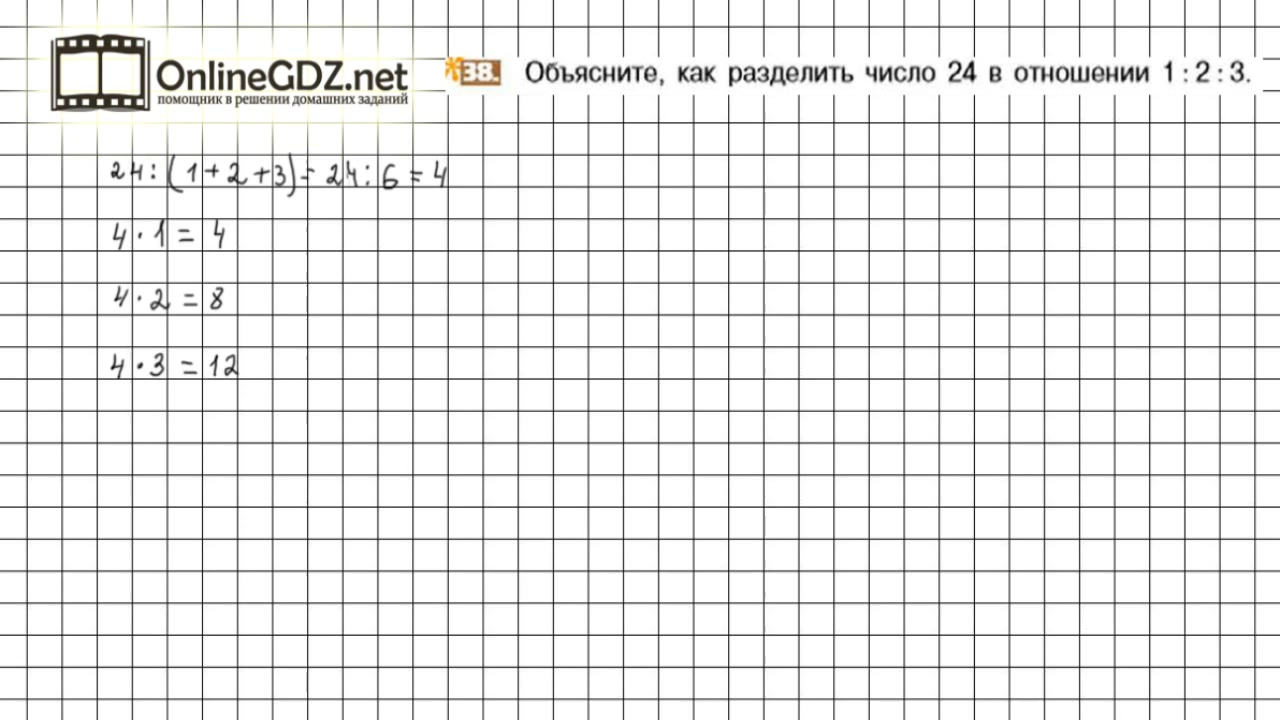 OnlineGDZ.net
помощник в решении домашних заданий
38. Объясните, как разделить число 24 в отношении 1 : 2 : 3.
24 : (1 + 2 + 3) = 24 : 6 = 4
4 · 1 = 4
4 · 2 = 8
4 · 3 = 12